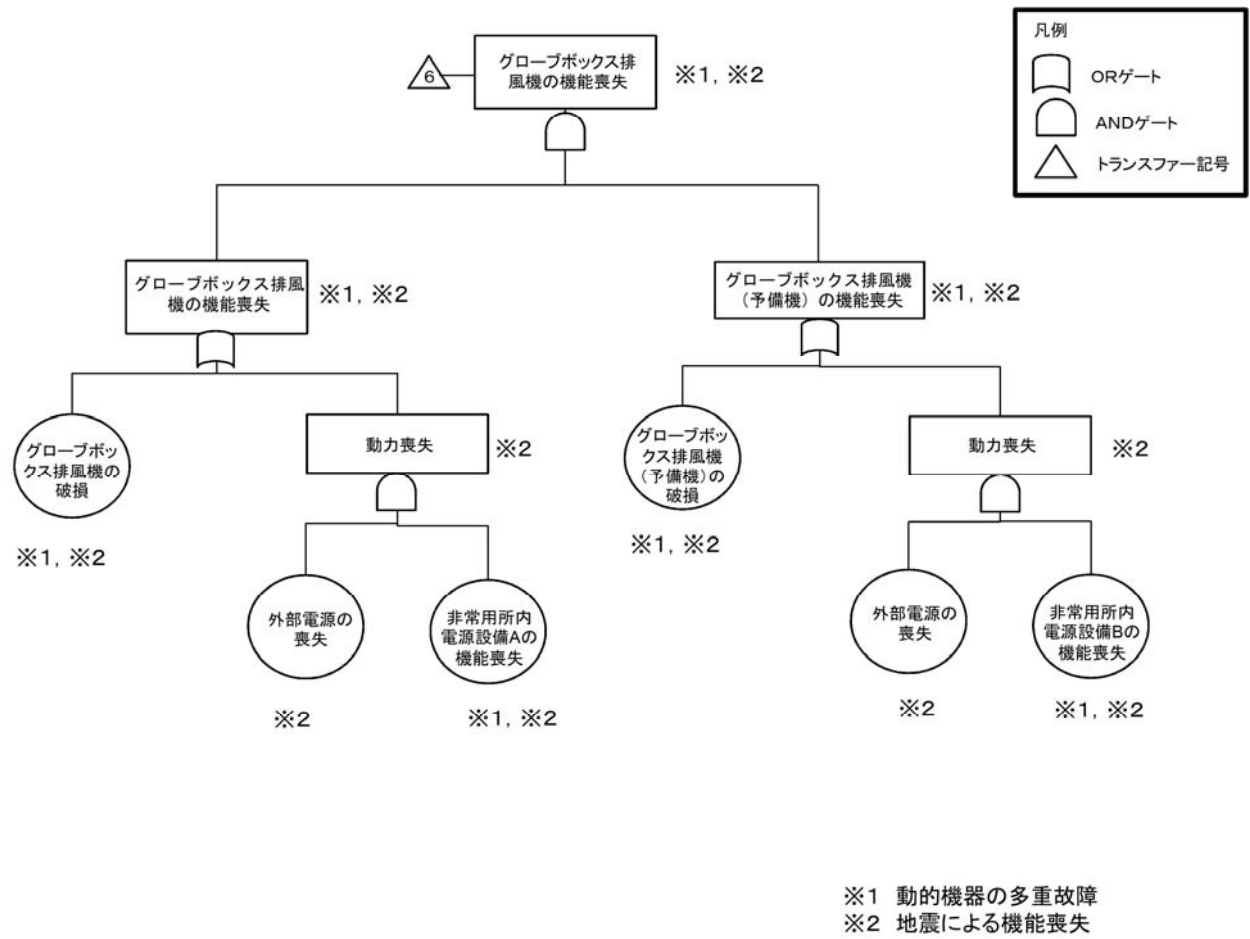 6
グローブボックス排
風機の機能喪失
※1, ※2
凡例
ORゲート
ANDゲート
トランスファー記号
グローブボックス排風
機の機能喪失
※1, ※2
グローブボックス排風機
(予備機)の機能喪失
※1, ※2
グローブボッ
クス排風機の
破損
※1, ※2
動力喪失
※2
グローブボッ
クス排風機
(予備機)の
破損
※1, ※2
動力喪失
※2
外部電源の
喪失
※2
非常用所内
電源設備Aの
機能喪失
※1, ※2
外部電源の
喪失
※2
非常用所内
電源設備Bの
機能喪失
※1, ※2
※1 動的機器の多重故障
※2 地震による機能喪失